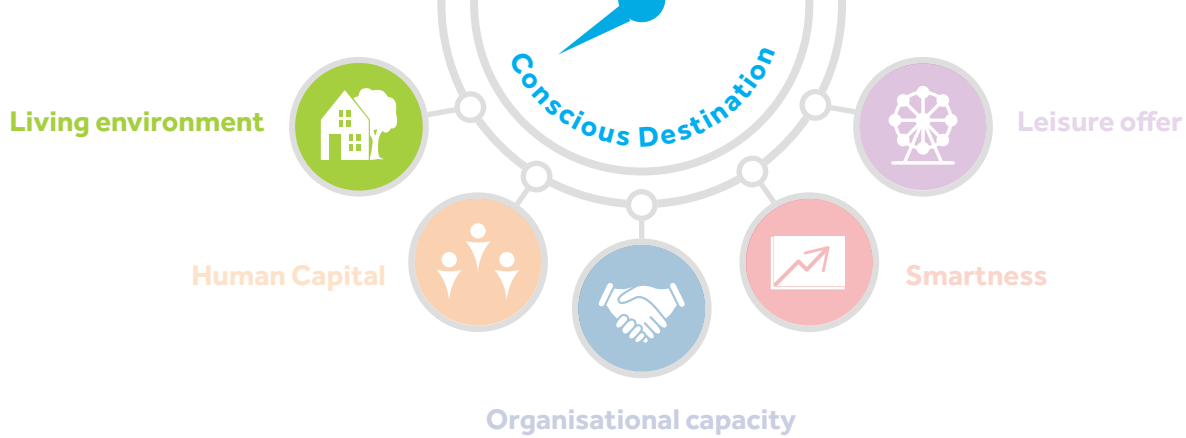 Conscious Destination
Living environment
Leisure offer
Human Capital
Smartness
Organisational capacity